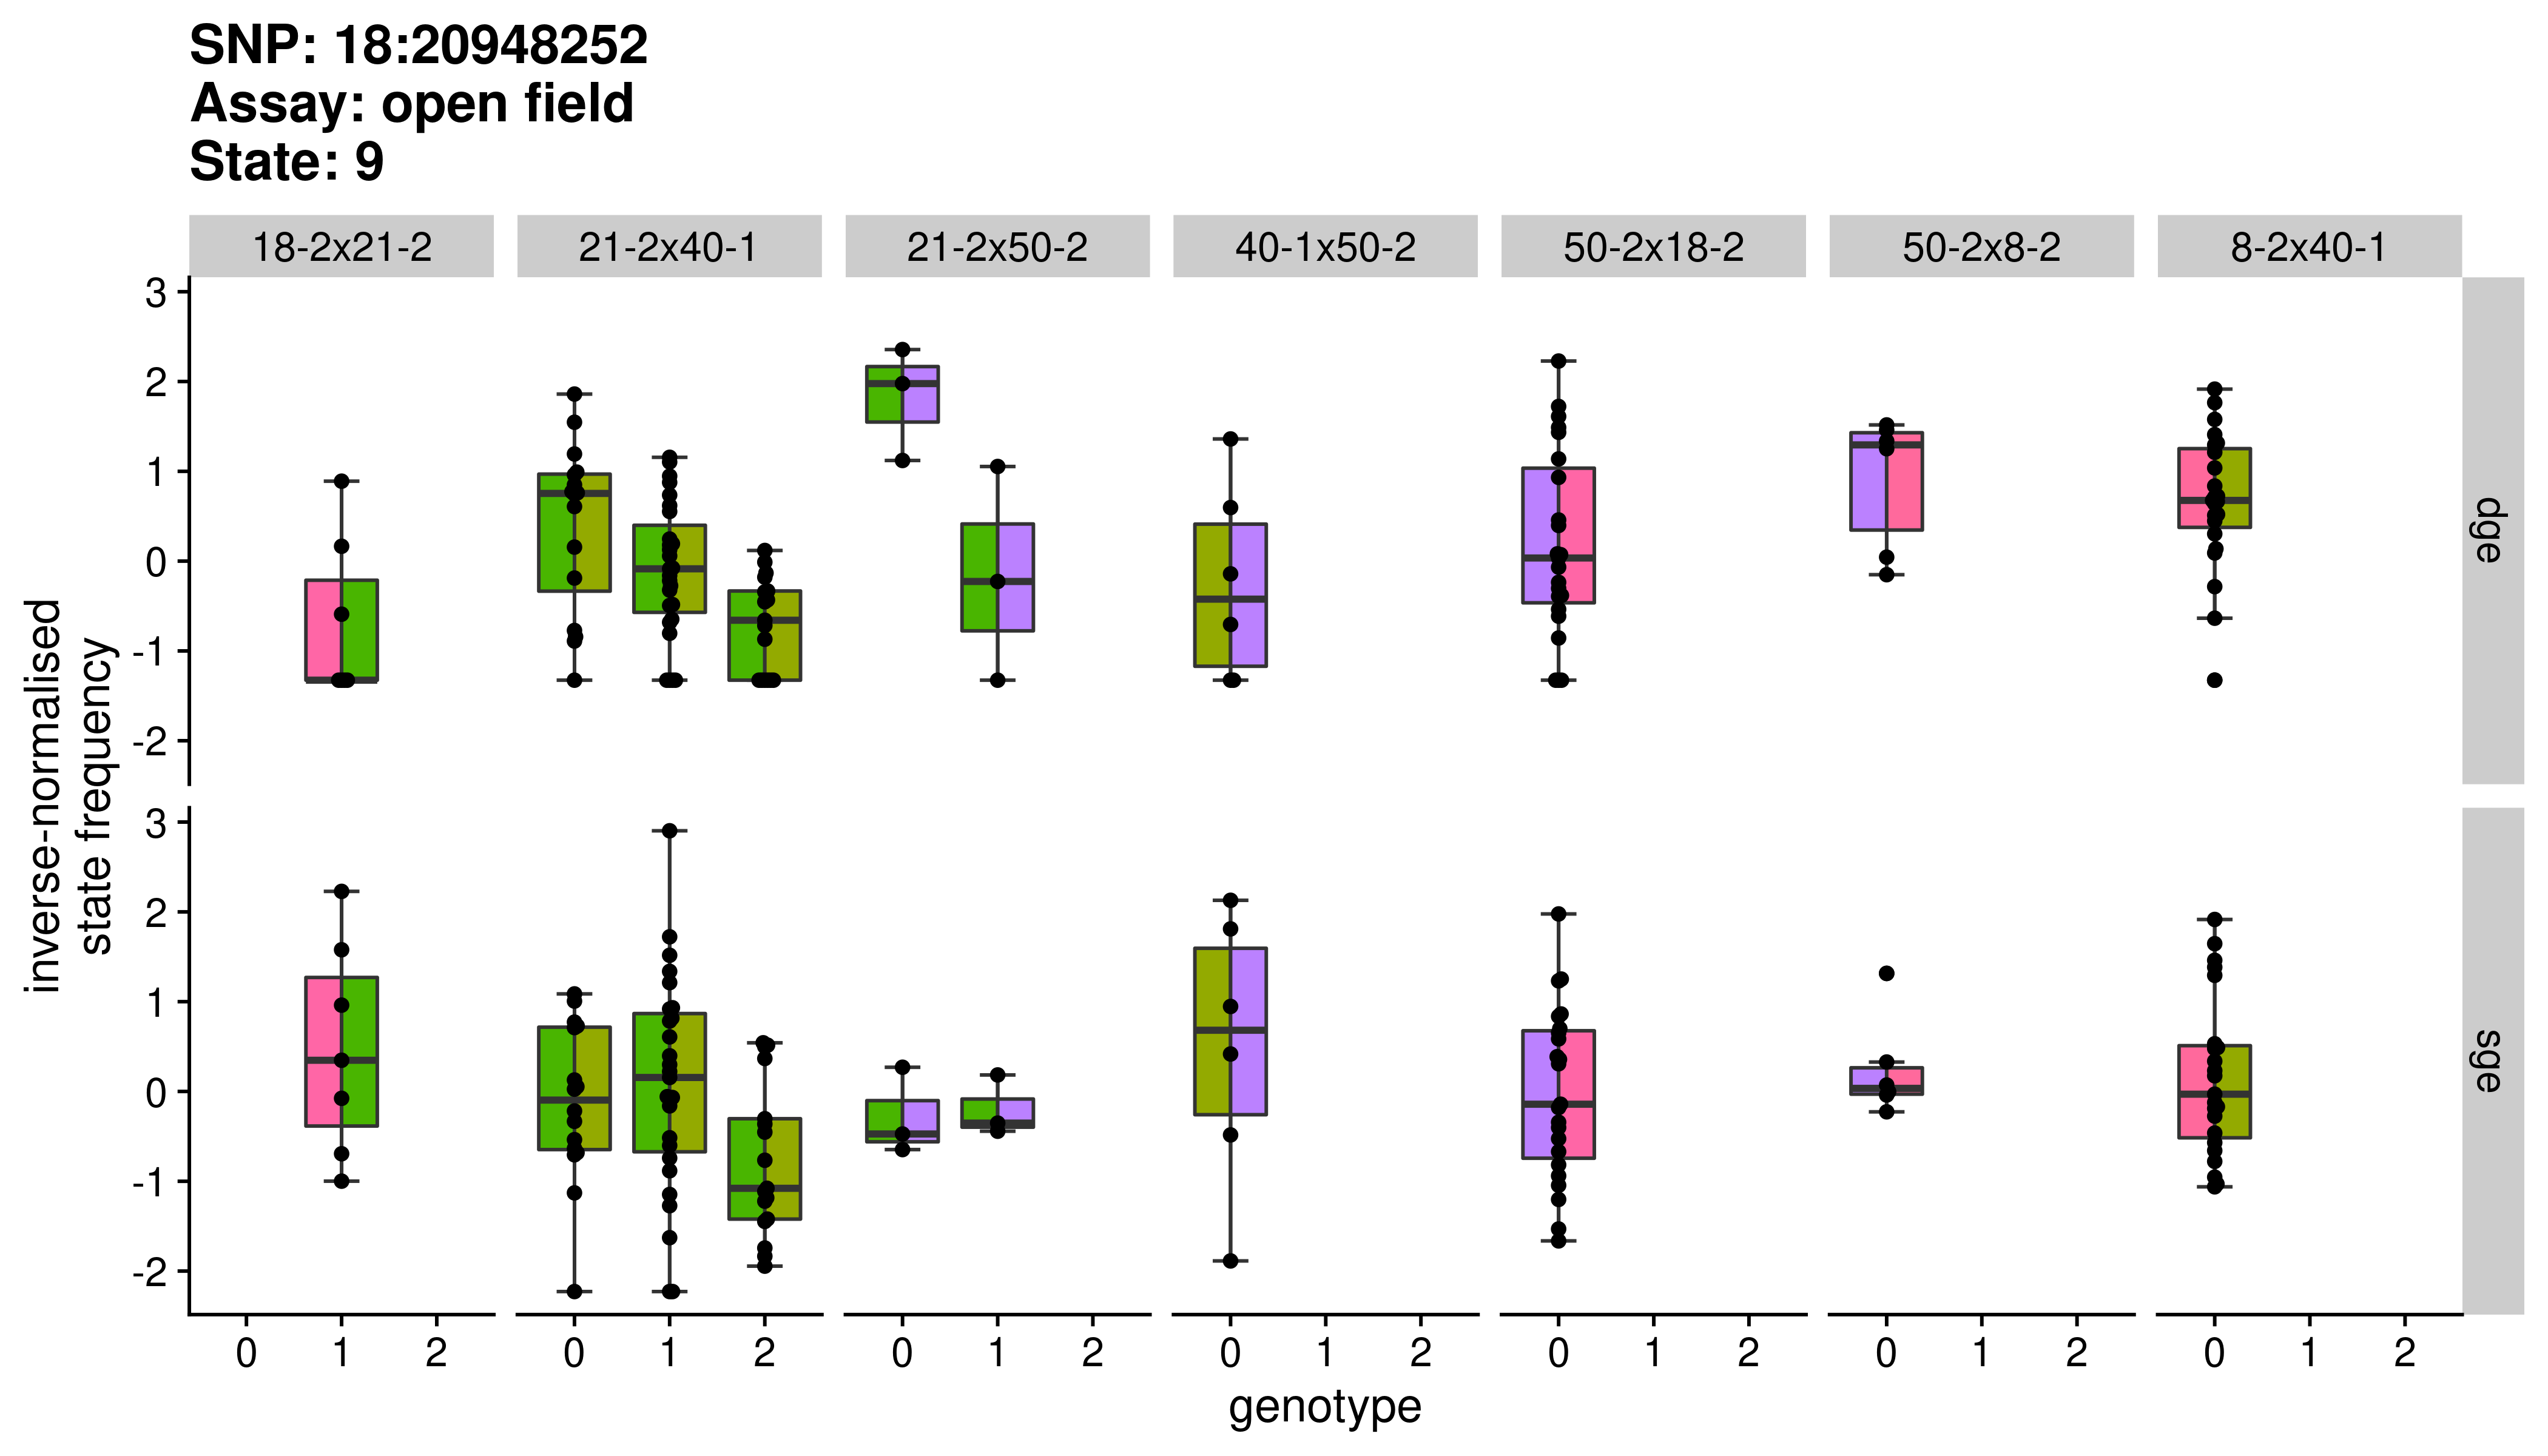 SNP: 18:20948252
Assay: open field
State: 9
18-2x21-2 21-2x40-1 21-2x50-2 40-1x50-2 50-2x18-2 50-2x8-2 8-2x40-1
3
2
1
0
-1
-2
dge
3
2
1
0
-1
-2
sge
inverse-normalised
state frequency
0 1 2 0 1 2 0 1 2 0 1 2 0 1 2 0 1 2 0 1 2
genotype